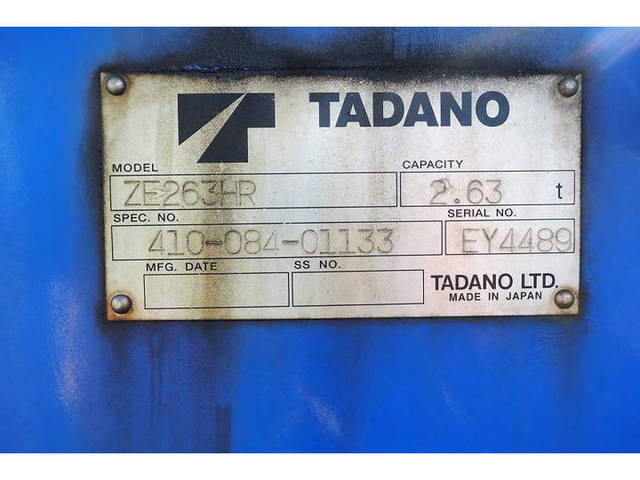 TADANO
MODEL CAPACITY
ZE263HR 2.63 t
SPEC. NO. SERIAL NO.
410-084-01133 EY4489
MFG. DATE SS NO.
TADANO LTD.
MADE IN JAPAN